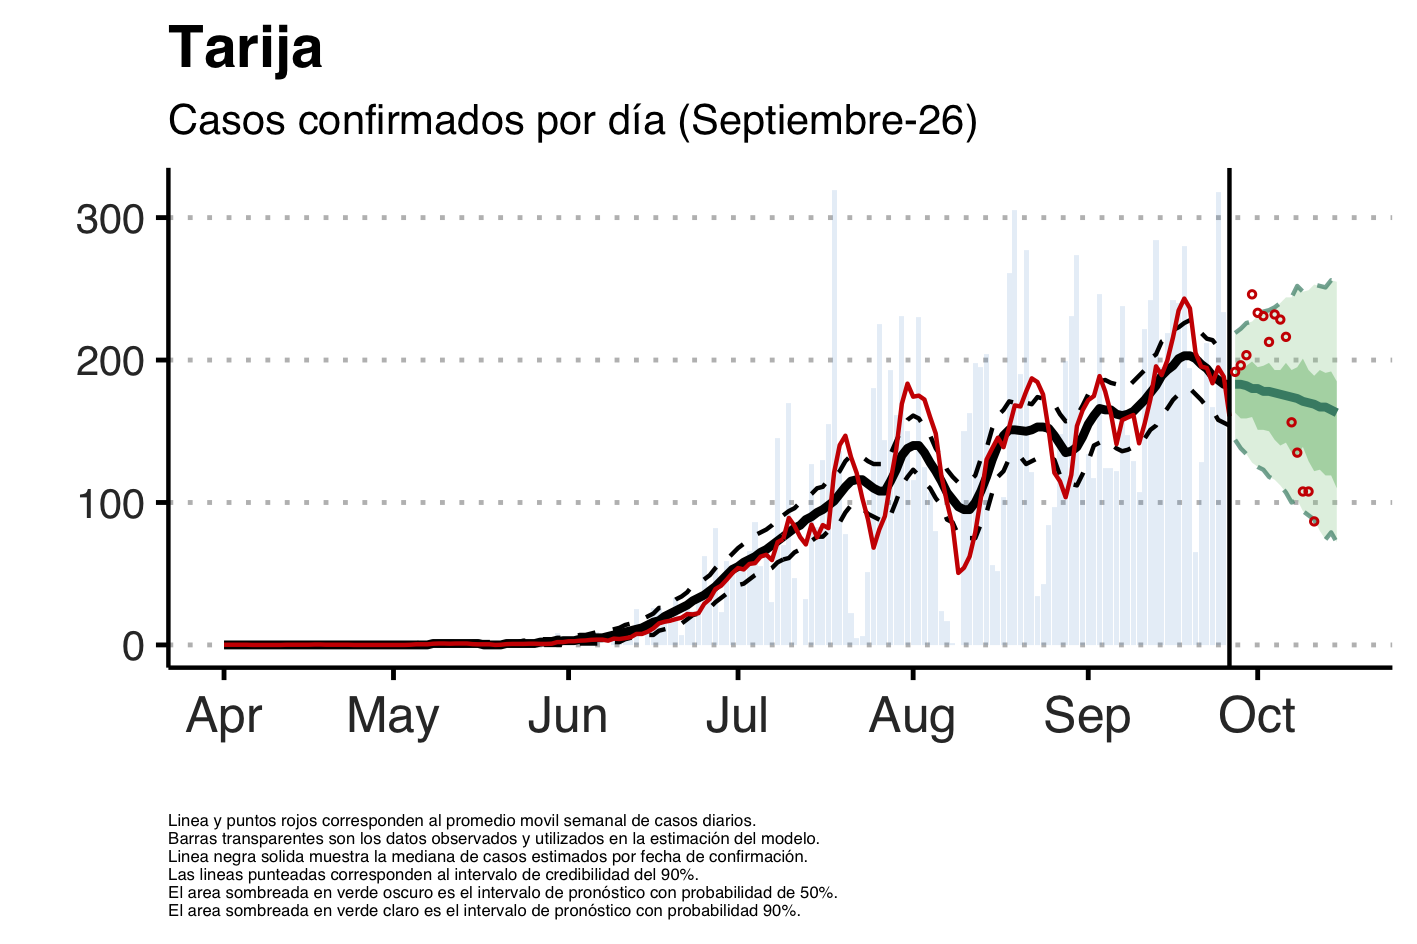 Tarija
Casos confirmados por día (Septiembre-26)
300
200
100
0
Apr May Jun Jul Aug Sep Oct
Linea y puntos rojos corresponden al promedio movil semanal de casos diarios.
Barras transparentes son los datos observados y utilizados en la estimación del modelo.
Linea negra solida muestra la mediana de casos estimados por fecha de confirmación.
Las lineas punteadas corresponden al intervalo de credibilidad del 90%.
El area sombreada en verde oscuro es el intervalo de pronóstico con probabilidad de 50%.
El area sombreada en verde claro es el intervalo de pronóstico con probabilidad 90%.